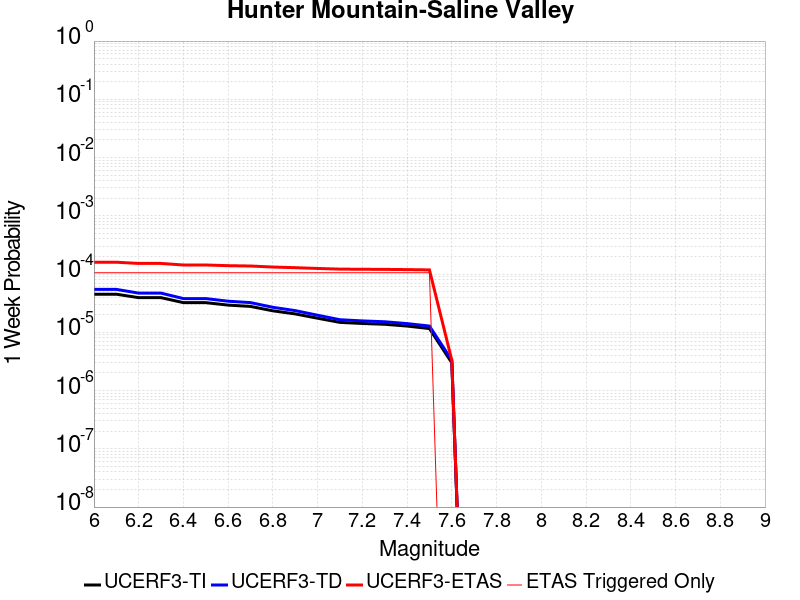 Hunter Mountain-Saline Valley
10^0
10^-1
10^-2
10^-3
10^-4
10^-5
10^-6
10^-7
10^-8
1 Week Probability
6 6.2 6.4 6.6 6.8 7 7.2 7.4 7.6 7.8 8 8.2 8.4 8.6 8.8 9
Magnitude
UCERF3-TI UCERF3-TD UCERF3-ETAS ETAS Triggered Only